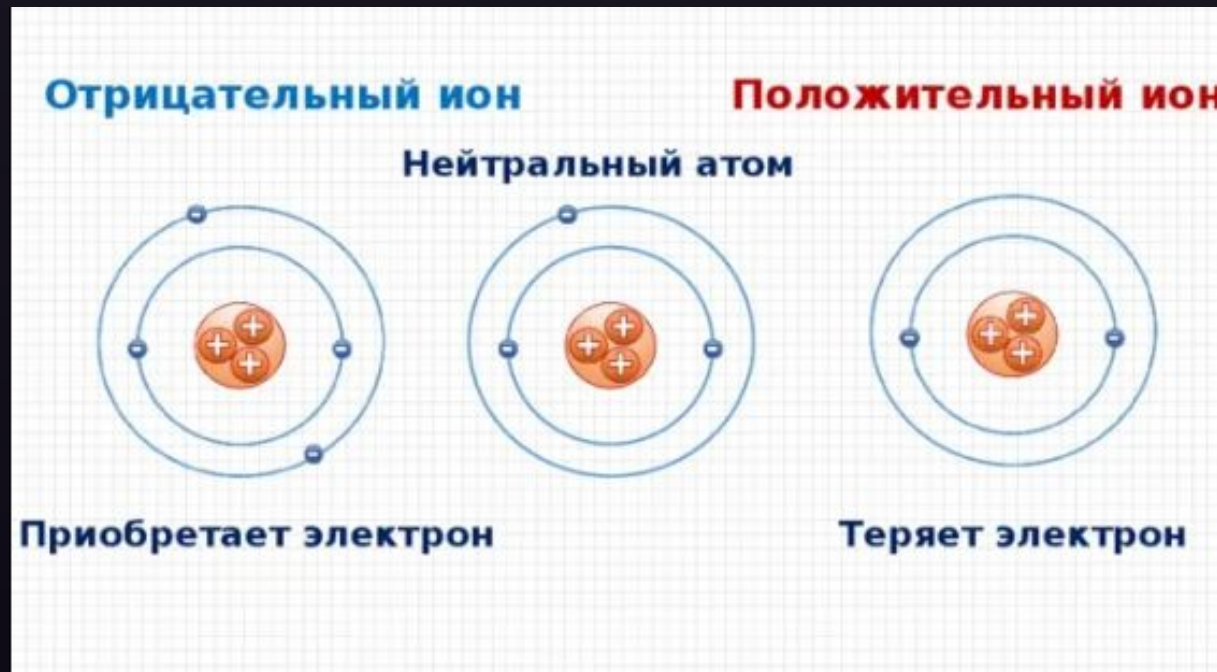 Отрицательный ион
Положительный ион
Нейтральный атом
Приобретает электрон
Теряет электрон